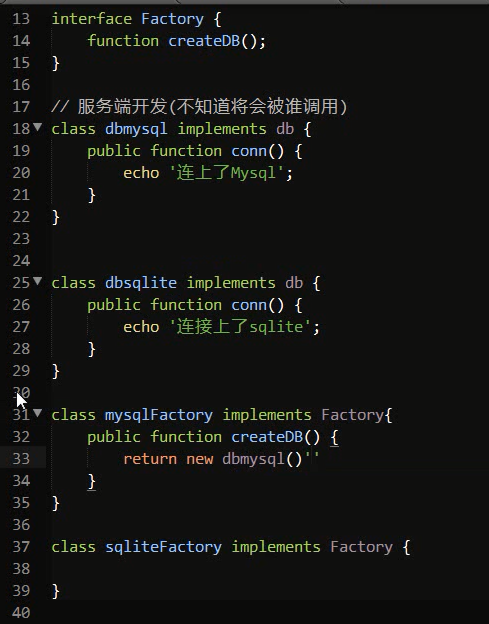 13 interface Factory {
14     function createDB();
15 }
16
17 // 服务端开发(不知道将会被谁调用)
18 class dbmysql implements db {
19     public function conn() {
20         echo '连上了Mysql';
21     }
22 }
23
24
25 class dbsqlite implements db {
26     public function conn() {
27         echo '连接上了sqlite';
28     }
29 }
30
31 class mysqlFactory implements Factory{
32     public function createDB() {
33         return new dbmysql()''
34     }
35 }
36
37 class sqliteFactory implements Factory {
38
39 }
40